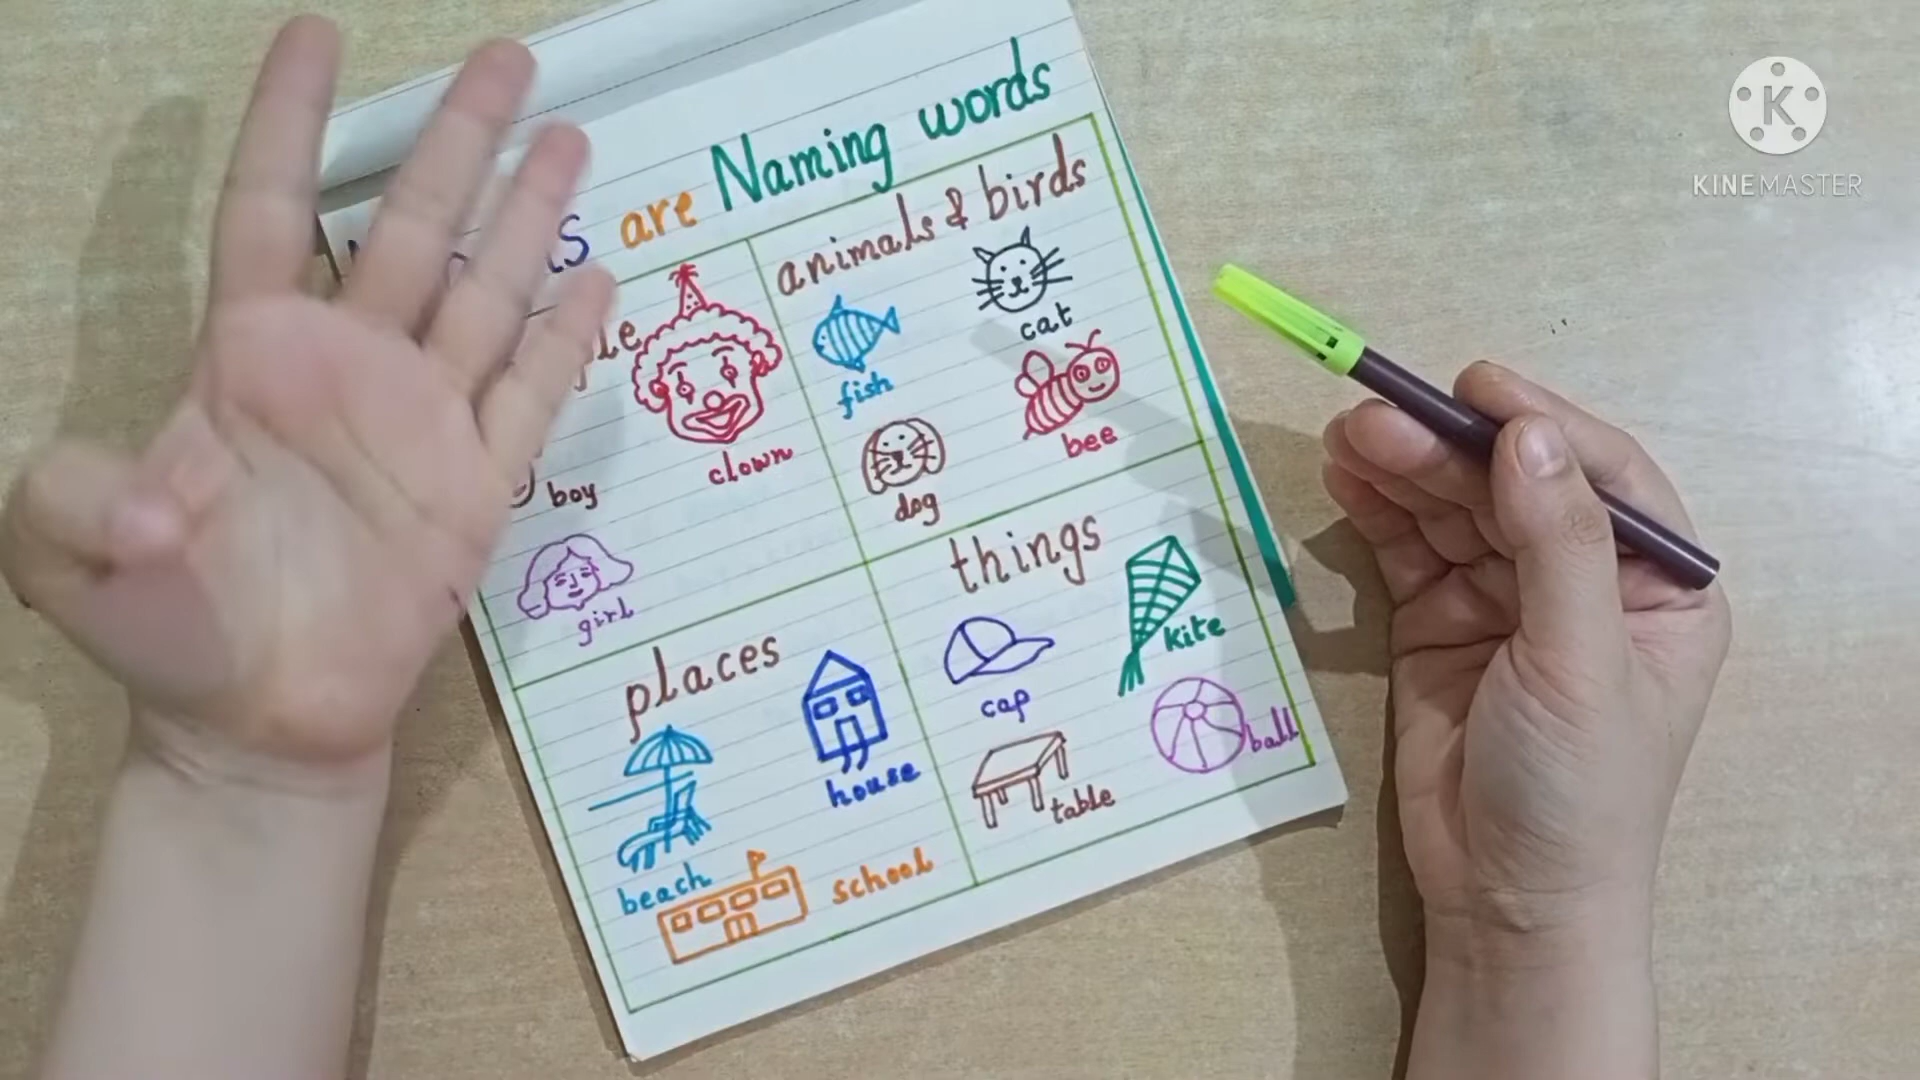 are Naming words
animals & birds
clown
boy
girl
fish
cat
bee
dog
places
beach
house
school
things
kite
cap
table
ball
KINEMASTER